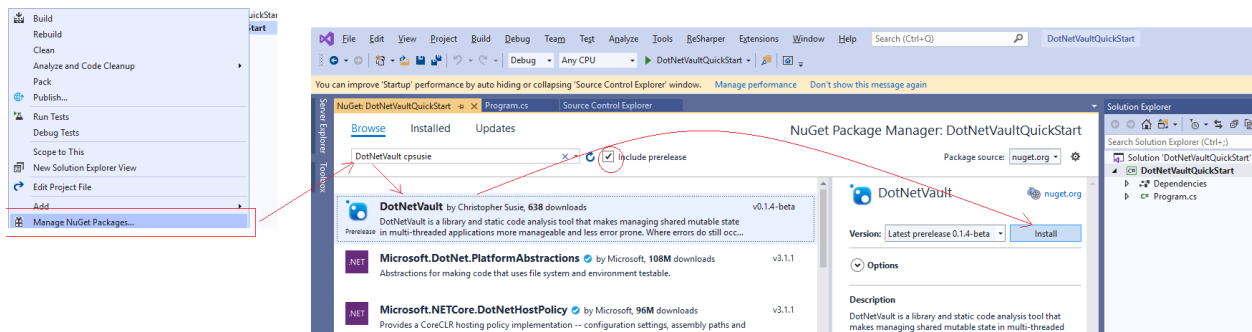 Build
Rebuild
Clean
Analyze and Code Cleanup
Pack
Publish...
Run Tests
Debug Tests
Scope to This
New Solution Explorer View
Edit Project File
Add
Manage NuGet Packages...
uickStar
Start
File Edit View Project Build Debug Team Test Analyze Tools ReSharper Extensions Window Help Search (Ctrl+Q) DotNetVaultQuickStart
Debug Any CPU DotNetVaultQuickStart
You can improve 'Startup' performance by auto hiding or collapsing 'Source Control Explorer' window. Manage performance Don't show this message again
Server Explorer
Toolbox
NuGet: DotNetVaultQuickStart Program.cs Source Control Explorer
Browse Installed Updates
NuGet Package Manager: DotNetVaultQuickStart
DotNetVault cpsusie
Include prerelease
Package source: nuget.org
DotNetVault by Christopher Susie, 638 downloads v0.1.4-beta
DotNetVault is a library and static code analysis tool that makes managing shared mutable state
Prerelease in multi-threaded applications more manageable and less error prone. Where errors do still occ...
.NET
Microsoft.DotNet.PlatformAbstractions by Microsoft, 108M downloads v3.1.1
Abstractions for making code that uses file system and environment testable.
.NET
Microsoft.NETCore.DotNetHostPolicy by Microsoft, 96M downloads v3.1.1
Provides a CoreCLR hosting policy implementation -- configuration settings, assembly paths and
DotNetVault
nuget.org
Version: Latest prerelease 0.1.4-beta Install
Options
Description
DotNetVault is a library and static code analysis tool that
makes managing shared mutable state in multi-threaded
Solution Explorer
Search Solution Explorer (Ctrl+;)
Solution 'DotNetVaultQuickStart'
C# DotNetVaultQuickStart
Dependencies
C# Program.cs